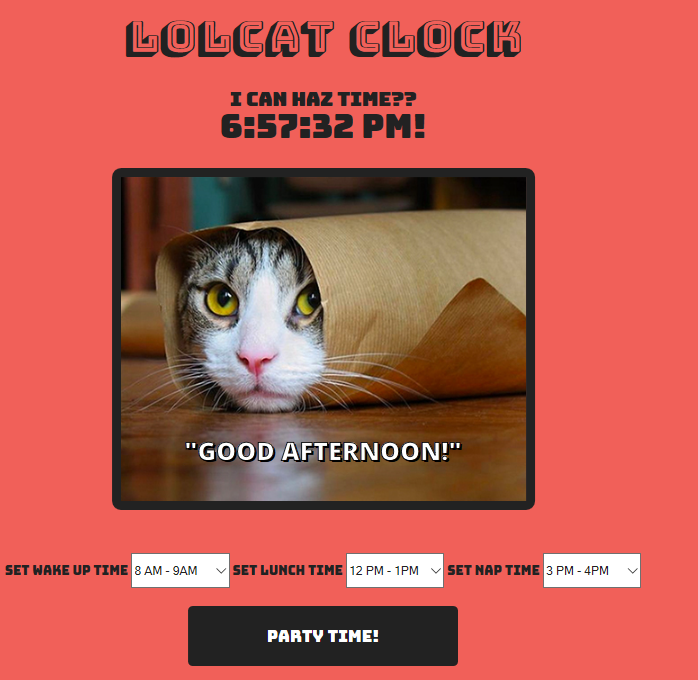 LOLCAT CLOCK
I CAN HAZ TIME??
6:57:32 PM!
"GOOD AFTERNOON!"
SET WAKE UP TIME 8 AM - 9AM SET LUNCH TIME 12 PM - 1PM SET NAP TIME 3 PM - 4PM
PARTY TIME!